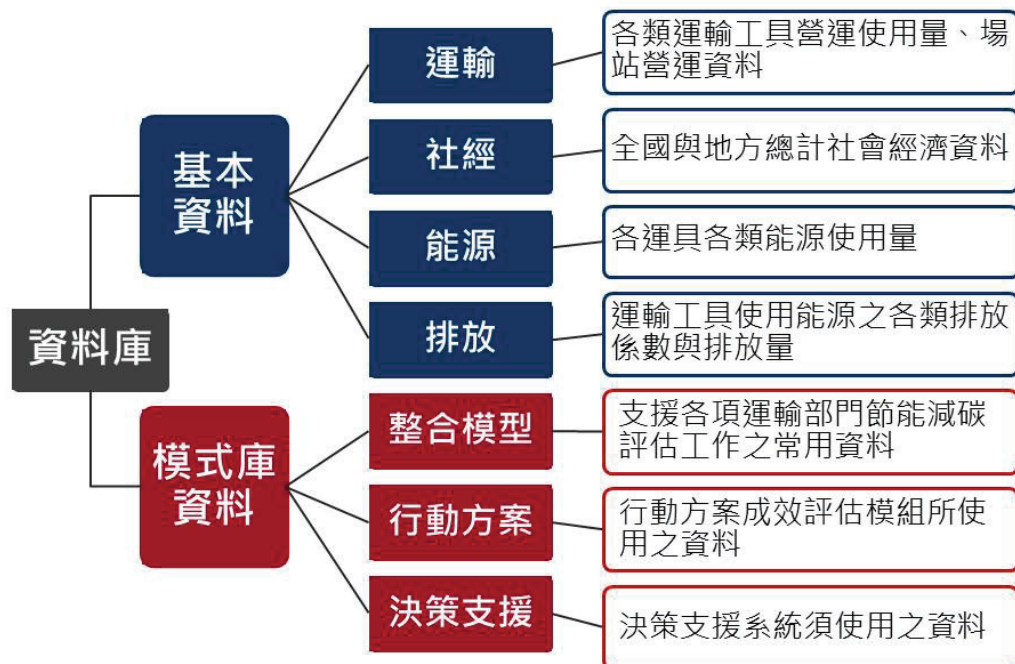 資料庫
基本
資料
運輸
各類運輸工具營運使用量、場
站營運資料
社經
全國與地方總計社會經濟資料
能源
各運具各類能源使用量
排放
運輸工具使用能源之各類排放
係數與排放量
模式庫
資料
整合模型
支援各項運輸部門節能減碳
評估工作之常用資料
行動方案
行動方案成效評估模組所使
用之資料
決策支援
決策支援系統須使用之資料